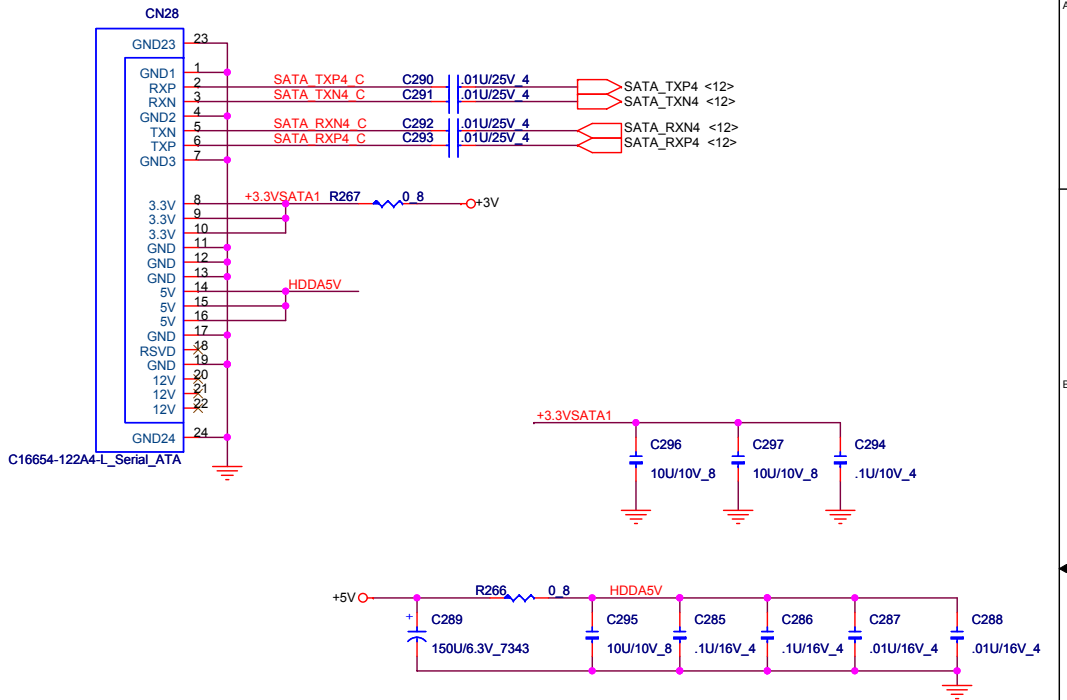 CN28
GND23 23
GND1 1
RXP 2 SATA_TXP4_C C290 .01U/25V_4 SATA_TXP4 <12>
RXN 3 SATA_TXN4_C C291 .01U/25V_4 SATA_TXN4 <12>
GND2 4
TXN 5 SATA_RXN4_C C292 .01U/25V_4 SATA_RXN4 <12>
TXP 6 SATA_RXP4_C C293 .01U/25V_4 SATA_RXP4 <12>
GND3 7
3.3V 8 +3.3VSATA1 R267 0_8 +3V
3.3V 9
3.3V 10
GND 11
GND 12
GND 13
5V 14 HDDA5V
5V 15
5V 16
GND 17
RSVD 18
GND 19
12V 20
12V 21
12V 22
GND24 24
C16654-122A4-L_Serial_ATA
+3.3VSATA1
C296 C297 C294
10U/10V_8 10U/10V_8 .1U/10V_4
+5V R266 0_8 HDDA5V
+ C289 C295 C285 C286 C287 C288
150U/6.3V_7343 10U/10V_8 .1U/16V_4 .1U/16V_4 .01U/16V_4 .01U/16V_4